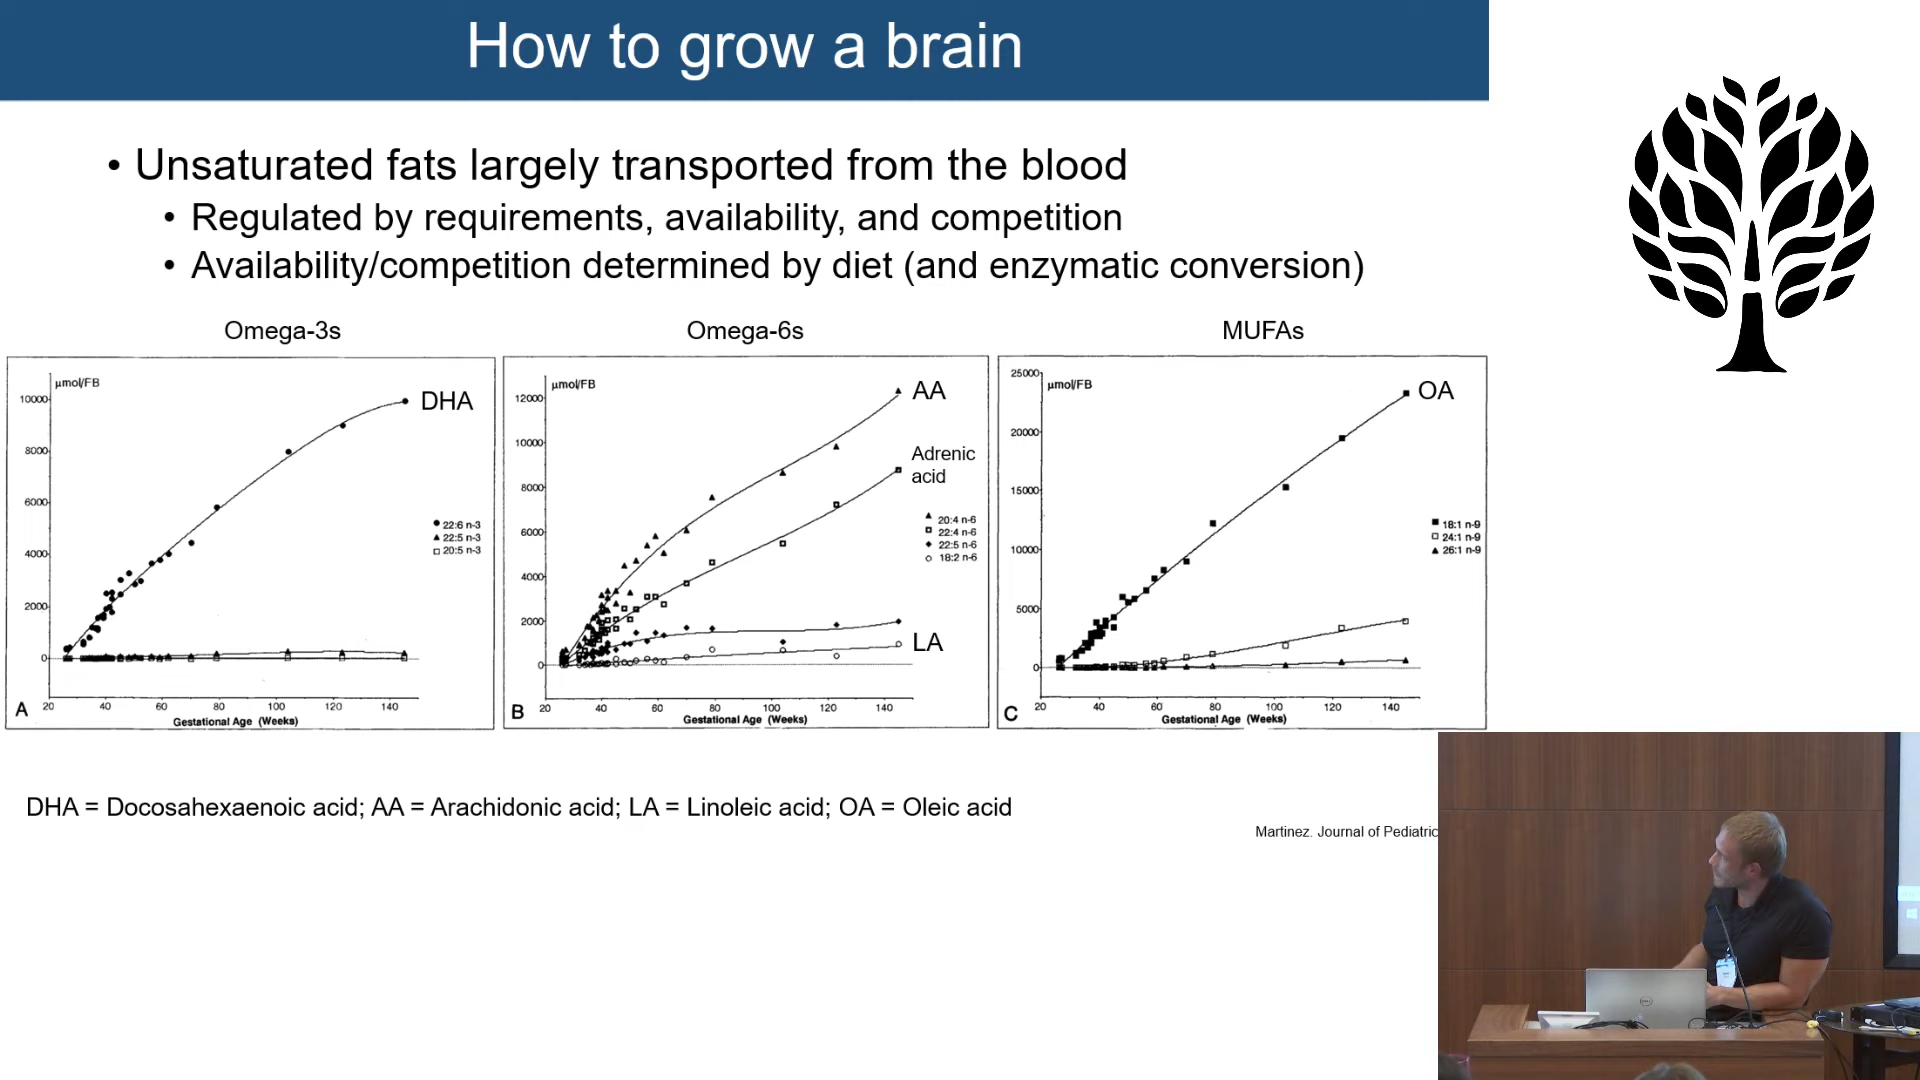 How to grow a brain
• Unsaturated fats largely transported from the blood
• Regulated by requirements, availability, and competition
• Availability/competition determined by diet (and enzymatic conversion)
Omega-3s
μmol/FB
10000
8000
6000
4000
2000
0
DHA
22:6 n-3
22:5 n-3
20:5 n-3
20 40 60 80 100 120 140
Gestational Age (Weeks)
A
Omega-6s
μmol/FB
12000
10000
8000
6000
4000
2000
0
AA
Adrenic
acid
20:4 n-6
22:4 n-6
22:5 n-6
18:2 n-6
LA
20 40 60 80 100 120 140
Gestational Age (Weeks)
B
MUFAs
25000
μmol/FB
20000
15000
10000
5000
0
OA
18:1 n-9
24:1 n-9
26:1 n-9
20 40 60 80 100 120 140
Gestational Age (Weeks)
C
DHA = Docosahexaenoic acid; AA = Arachidonic acid; LA = Linoleic acid; OA = Oleic acid
Martinez. Journal of Pediatric
DELL